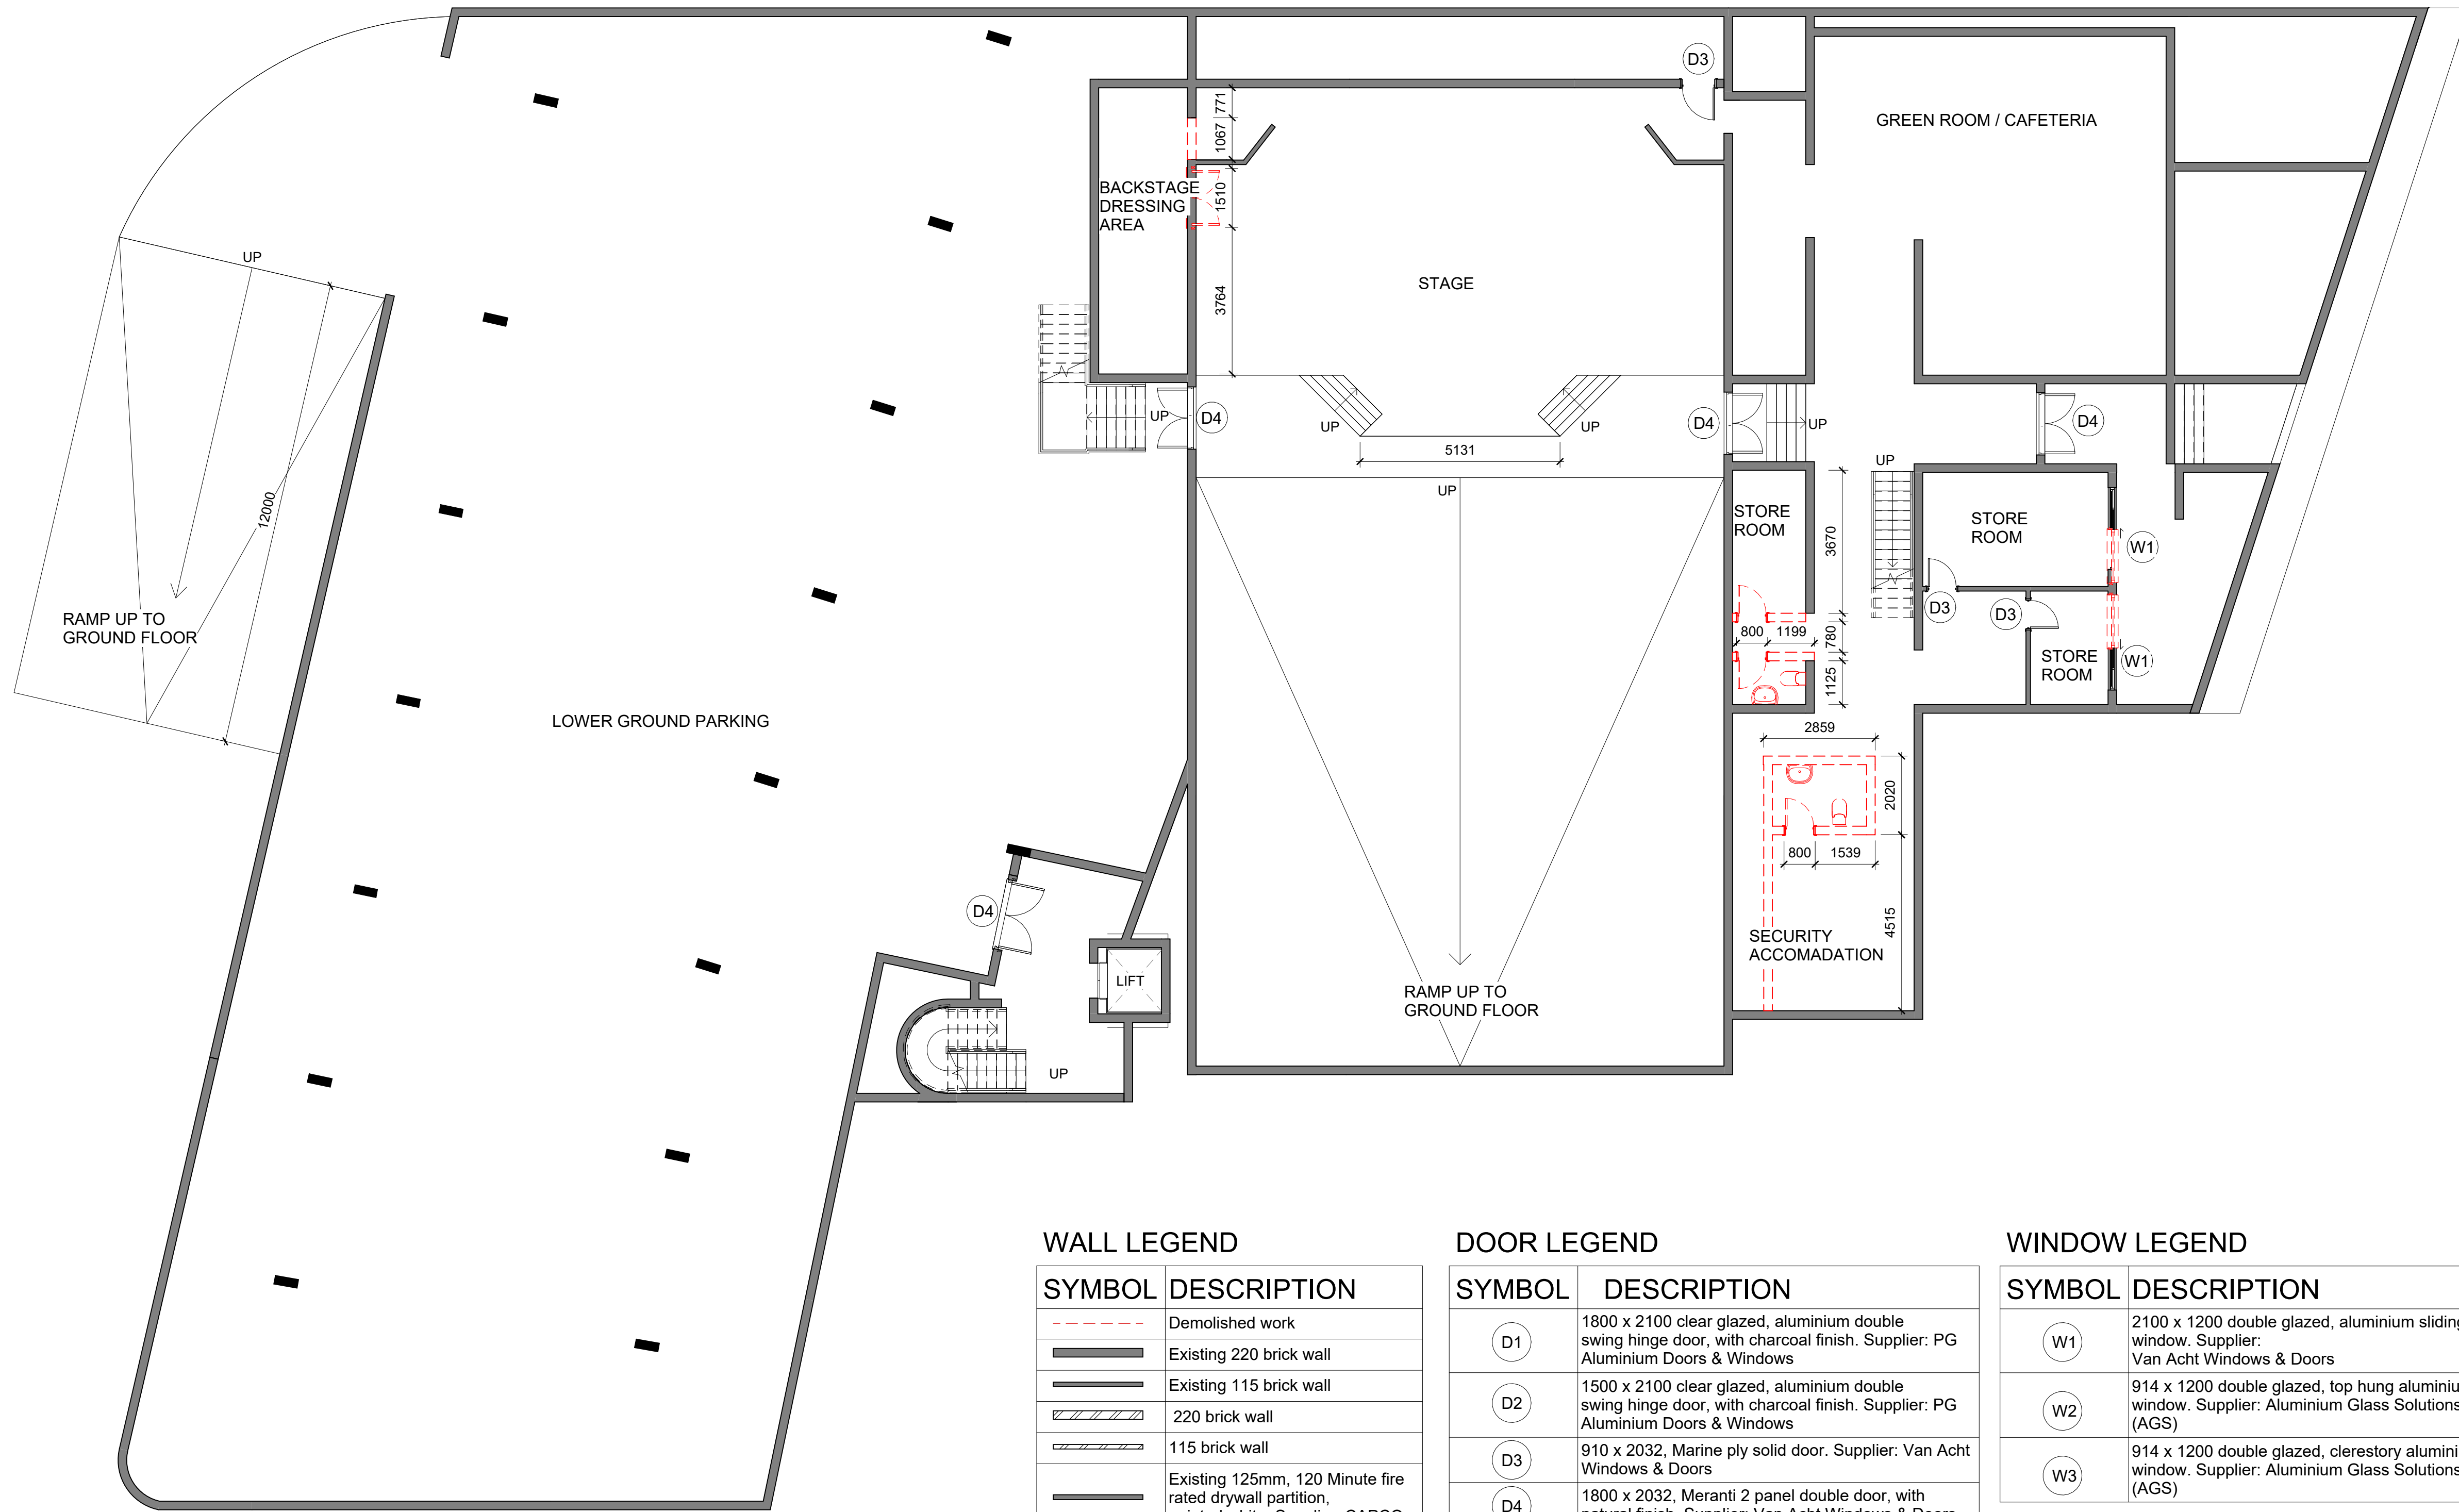 D3
771
1067
1510
3764
GREEN ROOM / CAFETERIA
BACKSTAGE
DRESSING
AREA
STAGE
UP
12000
RAMP UP TO
GROUND FLOOR
LOWER GROUND PARKING
UP
D4
UP
UP
5131
D4
UP
D4
UP
UP
STORE
ROOM
3670
STORE
ROOM
W1
D3
D3
800
1199
780
1125
STORE
ROOM
W1
2859
2020
800
1539
4515
SECURITY
ACCOMADATION
D4
LIFT
UP
RAMP UP TO
GROUND FLOOR
WALL LEGEND
SYMBOL DESCRIPTION
Demolished work
Existing 220 brick wall
Existing 115 brick wall
220 brick wall
115 brick wall
Existing 125mm, 120 Minute fire
rated drywall partition,
DOOR LEGEND
SYMBOL DESCRIPTION
D1
1800 x 2100 clear glazed, aluminium double
swing hinge door, with charcoal finish. Supplier: PG
Aluminium Doors & Windows
D2
1500 x 2100 clear glazed, aluminium double
swing hinge door, with charcoal finish. Supplier: PG
Aluminium Doors & Windows
D3
910 x 2032, Marine ply solid door. Supplier: Van Acht
Windows & Doors
D4
1800 x 2032, Meranti 2 panel double door, with
natural finish. Supplier: Van Acht Windows & Doors
WINDOW LEGEND
SYMBOL DESCRIPTION
W1
2100 x 1200 double glazed, aluminium sliding
window. Supplier:
Van Acht Windows & Doors
W2
914 x 1200 double glazed, top hung aluminiu
window. Supplier: Aluminium Glass Solutions
(AGS)
W3
914 x 1200 double glazed, clerestory alumini
window. Supplier: Aluminium Glass Solutions
(AGS)